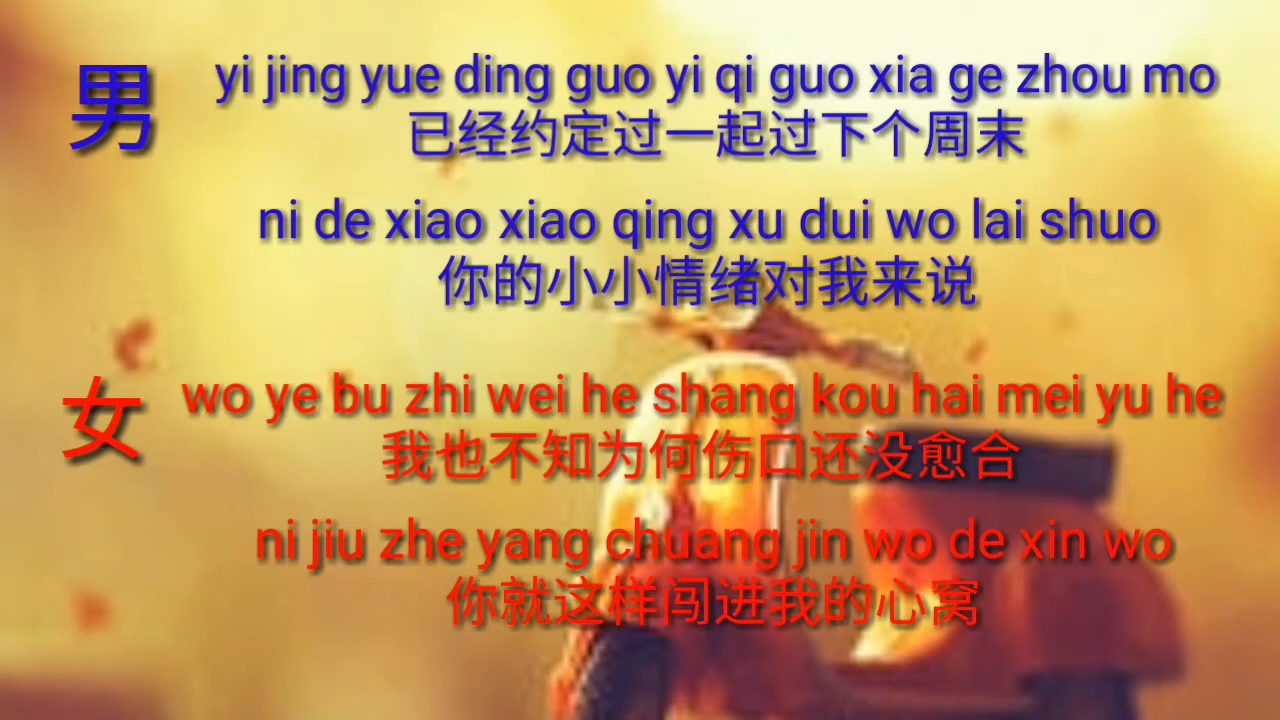 男
yi jing yue ding guo yi qi guo xia ge zhou mo
已经约定过一起过下个周末
ni de xiao xiao qing xu dui wo lai shuo
你的小小情绪对我来说
女
wo ye bu zhi wei he shang kou hai mei yu he
我也不知为何伤口还没愈合
ni jiu zhe yang chuang jin wo de xin wo
你就这样闯进我的心窝